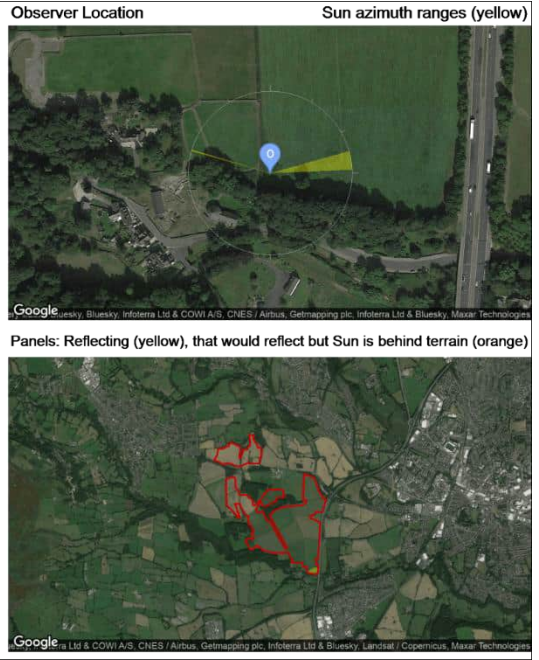 Observer Location Sun azimuth ranges (yellow)
0
Google
Bluesky, Bluesky, Infoterra Ltd & COWI A/S, CNES / Airbus, Getmapping plc, Infoterra Ltd & Bluesky, Maxar Technologies
Panels: Reflecting (yellow), that would reflect but Sun is behind terrain (orange)
Google
Ltd & COWI A/S, CNES / Airbus, Getmapping plc, Infoterra Ltd & Bluesky, Landsat / Copernicus, Maxar Technologies